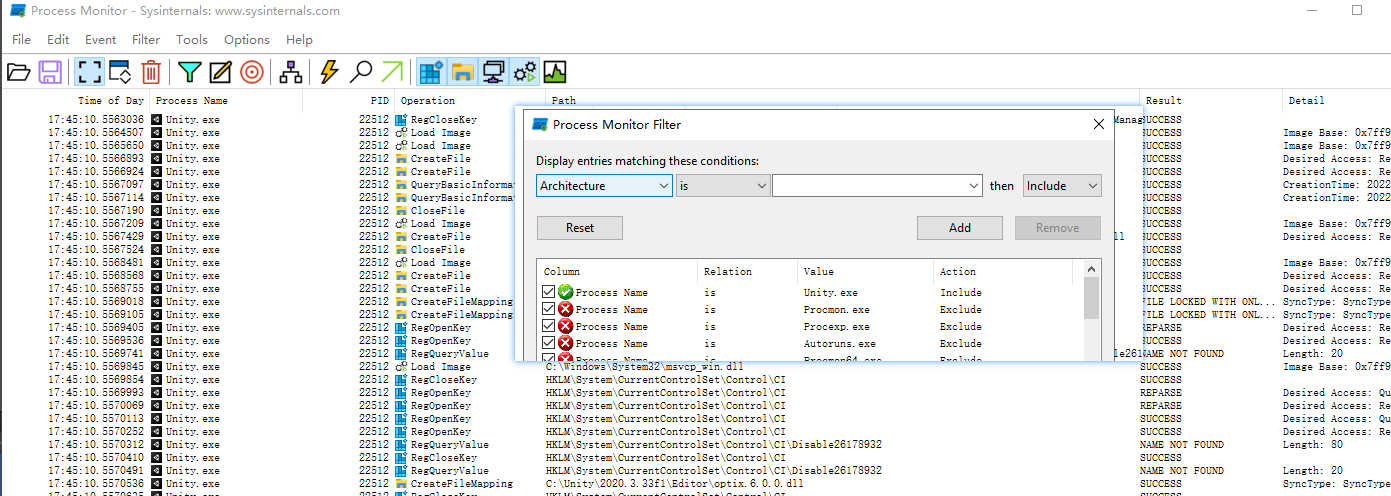 Process Monitor - Sysinternals: www.sysinternals.com
File Edit Event Filter Tools Options Help
Time of Day Process Name PID Operation Path Result Detail
17:45:10.5563036 Unity.exe 22512 RegCloseKey Manag SUCCESS
17:45:10.5564507 Unity.exe 22512 Load Image SUCCESS Image Base: 0x7ff9
17:45:10.5565650 Unity.exe 22512 Load Image SUCCESS Image Base: 0x7ff9
17:45:10.5566893 Unity.exe 22512 CreateFile SUCCESS Desired Access: Re
17:45:10.5566924 Unity.exe 22512 CreateFile SUCCESS Desired Access: Re
17:45:10.5567097 Unity.exe 22512 QueryBasicInforma SUCCESS CreationTime: 2022
17:45:10.5567114 Unity.exe 22512 QueryBasicInforma SUCCESS CreationTime: 2022
17:45:10.5567190 Unity.exe 22512 CloseFile SUCCESS
17:45:10.5567209 Unity.exe 22512 Load Image SUCCESS Image Base: 0x7ff9
17:45:10.5567429 Unity.exe 22512 CreateFile ll SUCCESS Desired Access: Re
17:45:10.5567524 Unity.exe 22512 CloseFile SUCCESS
17:45:10.5568481 Unity.exe 22512 Load Image SUCCESS Image Base: 0x7ff9
17:45:10.5568568 Unity.exe 22512 CreateFile SUCCESS Desired Access: Re
17:45:10.5568755 Unity.exe 22512 CreateFile SUCCESS Desired Access: Re
17:45:10.5569018 Unity.exe 22512 CreateFileMapping FILE LOCKED WITH ONL... SyncType: SyncType
17:45:10.5569105 Unity.exe 22512 CreateFileMapping FILE LOCKED WITH ONL... SyncType: SyncType
17:45:10.5569405 Unity.exe 22512 RegOpenKey REPARSE Desired Access: Re
17:45:10.5569536 Unity.exe 22512 RegOpenKey SUCCESS Desired Access: Re
17:45:10.5569741 Unity.exe 22512 RegQueryValue le261 NAME NOT FOUND Length: 20
17:45:10.5569845 Unity.exe 22512 Load Image C:\Windows\System32\msvcp_win.dll SUCCESS Image Base: 0x7ff9
17:45:10.5569854 Unity.exe 22512 RegCloseKey HKLM\System\CurrentControlSet\Control\CI SUCCESS
17:45:10.5569993 Unity.exe 22512 RegOpenKey HKLM\System\CurrentControlSet\Control\CI REPARSE Desired Access: Qu
17:45:10.5570069 Unity.exe 22512 RegOpenKey HKLM\System\CurrentControlSet\Control\CI REPARSE Desired Access: Re
17:45:10.5570113 Unity.exe 22512 RegOpenKey HKLM\System\CurrentControlSet\Control\CI SUCCESS Desired Access: Qu
17:45:10.5570252 Unity.exe 22512 RegOpenKey HKLM\System\CurrentControlSet\Control\CI SUCCESS Desired Access: Re
17:45:10.5570312 Unity.exe 22512 RegQueryValue HKLM\System\CurrentControlSet\Control\CI\Disable26178932 NAME NOT FOUND Length: 80
17:45:10.5570410 Unity.exe 22512 RegCloseKey HKLM\System\CurrentControlSet\Control\CI SUCCESS
17:45:10.5570491 Unity.exe 22512 RegQueryValue HKLM\System\CurrentControlSet\Control\CI\Disable26178932 NAME NOT FOUND Length: 20
17:45:10.5570536 Unity.exe 22512 CreateFileMapping C:\Unity\2020.3.33f1\Editor\optix.6.0.0.dll SUCCESS SyncType: SyncType
Process Monitor Filter
Display entries matching these conditions:
Architecture is then Include
Reset Add Remove
Column Relation Value Action
Process Name is Unity.exe Include
Process Name is Procmon.exe Exclude
Process Name is Procexp.exe Exclude
Process Name is Autoruns.exe Exclude
Process Name is Procmon64.exe Exclude